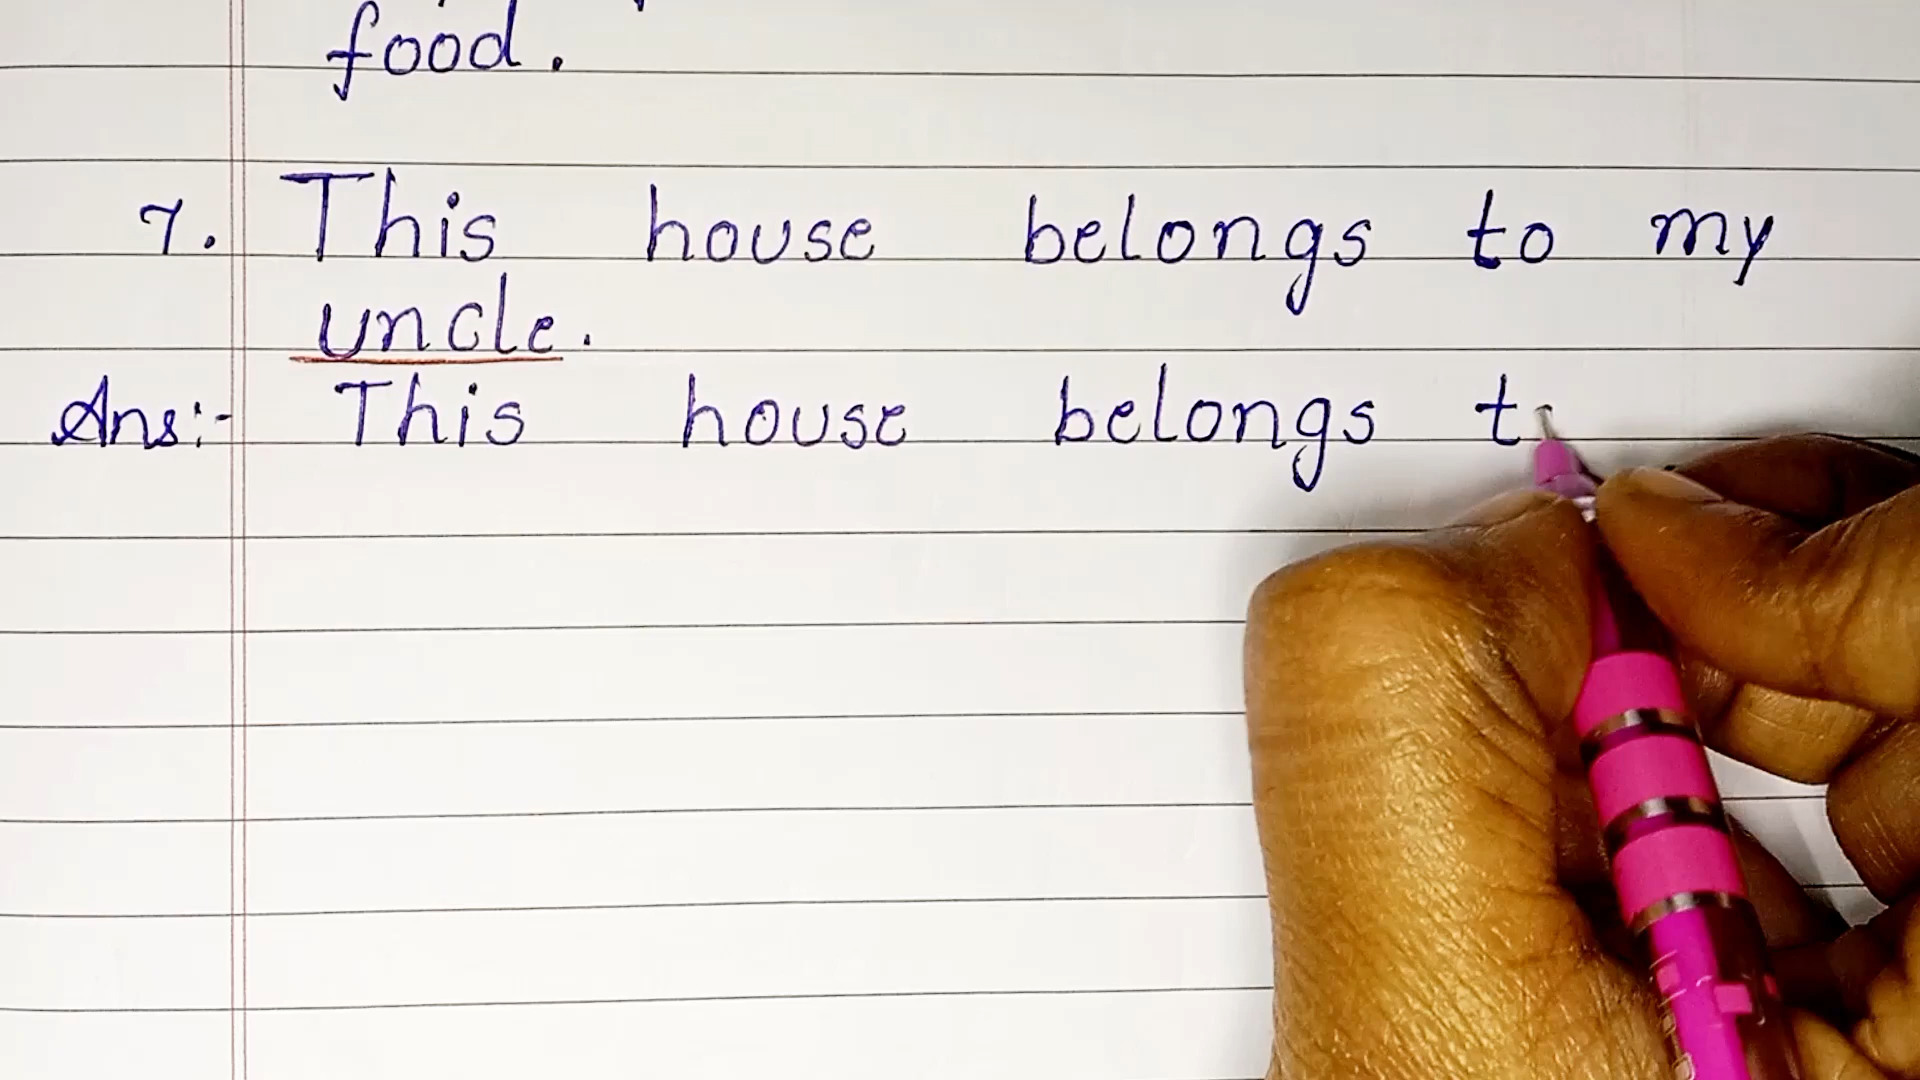 food.
7. This house belongs to my
uncle.
Ans:- This house belongs t